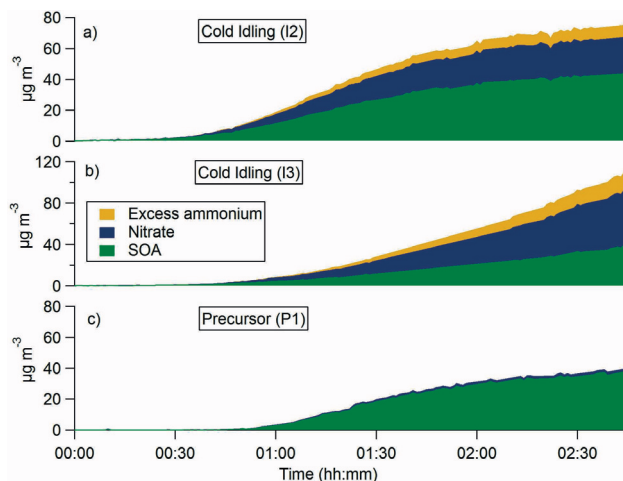 80
60
40
20
0
µg m⁻³
a)
Cold Idling (I2)
120
80
40
0
µg m⁻³
b)
Cold Idling (I3)
Excess ammonium
Nitrate
SOA
80
60
40
20
0
µg m⁻³
c)
Precursor (P1)
00:00 00:30 01:00 01:30 02:00 02:30
Time (hh:mm)